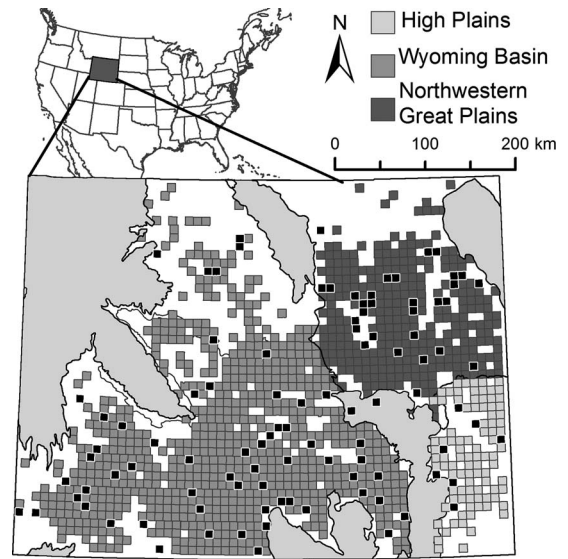 N
High Plains
Wyoming Basin
Northwestern
Great Plains
0 100 200 km